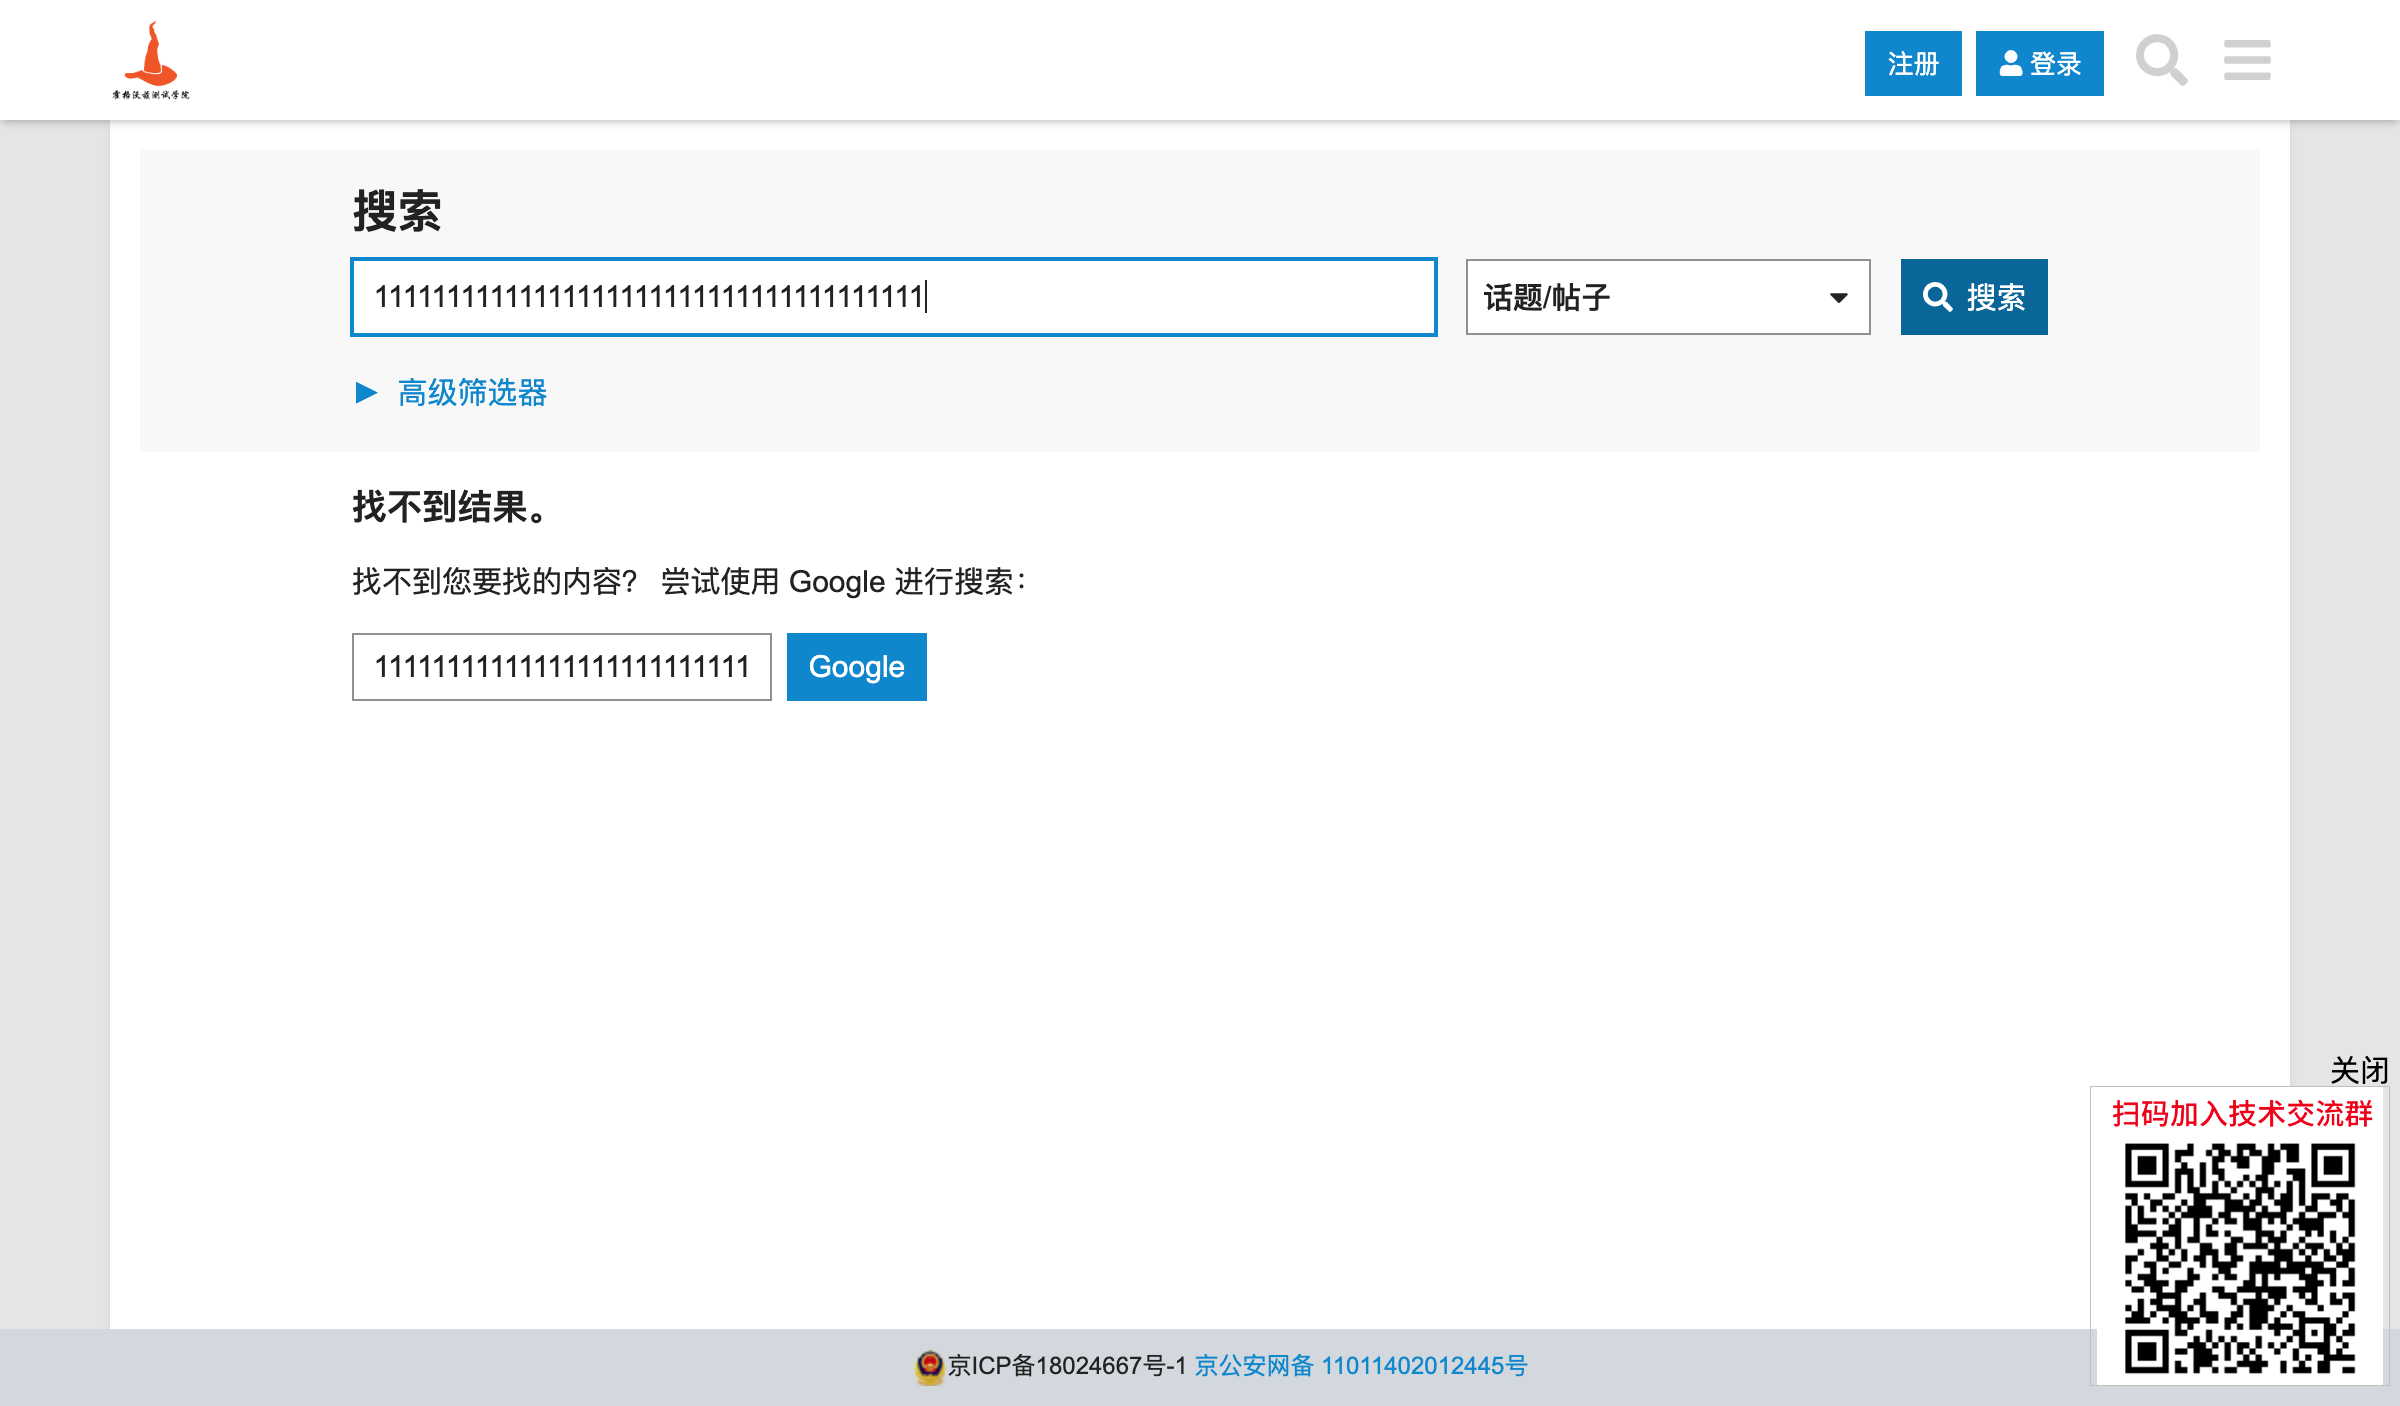 霍格沃兹测试学院
注册
登录
搜索
11111111111111111111111111111111111111
话题/帖子
搜索
▶ 高级筛选器
找不到结果。
找不到您要找的内容？ 尝试使用 Google 进行搜索：
11111111111111111111111111
Google
关闭
扫码加入技术交流群
京ICP备18024667号-1 京公安网备 11011402012445号